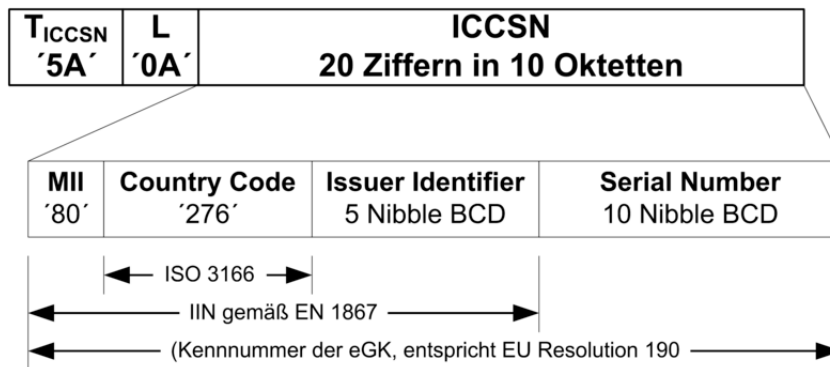 T_ICCSN L ICCSN
´5A´ ´0A´ 20 Ziffern in 10 Oktetten
MII Country Code Issuer Identifier Serial Number
´80´ ´276´ 5 Nibble BCD 10 Nibble BCD
ISO 3166
IIN gemäß EN 1867
(Kennnummer der eGK, entspricht EU Resolution 190